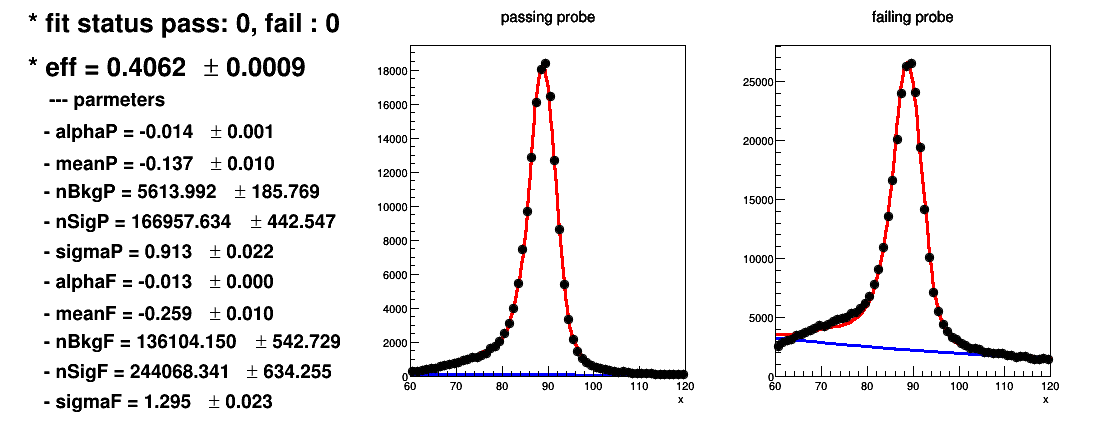 * fit status pass: 0, fail : 0
* eff = 0.4062 ± 0.0009
--- parmeters
- alphaP = -0.014 ± 0.001
- meanP = -0.137 ± 0.010
- nBkgP = 5613.992 ± 185.769
- nSigP = 166957.634 ± 442.547
- sigmaP = 0.913 ± 0.022
- alphaF = -0.013 ± 0.000
- meanF = -0.259 ± 0.010
- nBkgF = 136104.150 ± 542.729
- nSigF = 244068.341 ± 634.255
- sigmaF = 1.295 ± 0.023
passing probe
18000
16000
14000
12000
10000
8000
6000
4000
2000
0
60 70 80 90 100 110 120
x
failing probe
25000
20000
15000
10000
5000
0
60 70 80 90 100 110 120
x